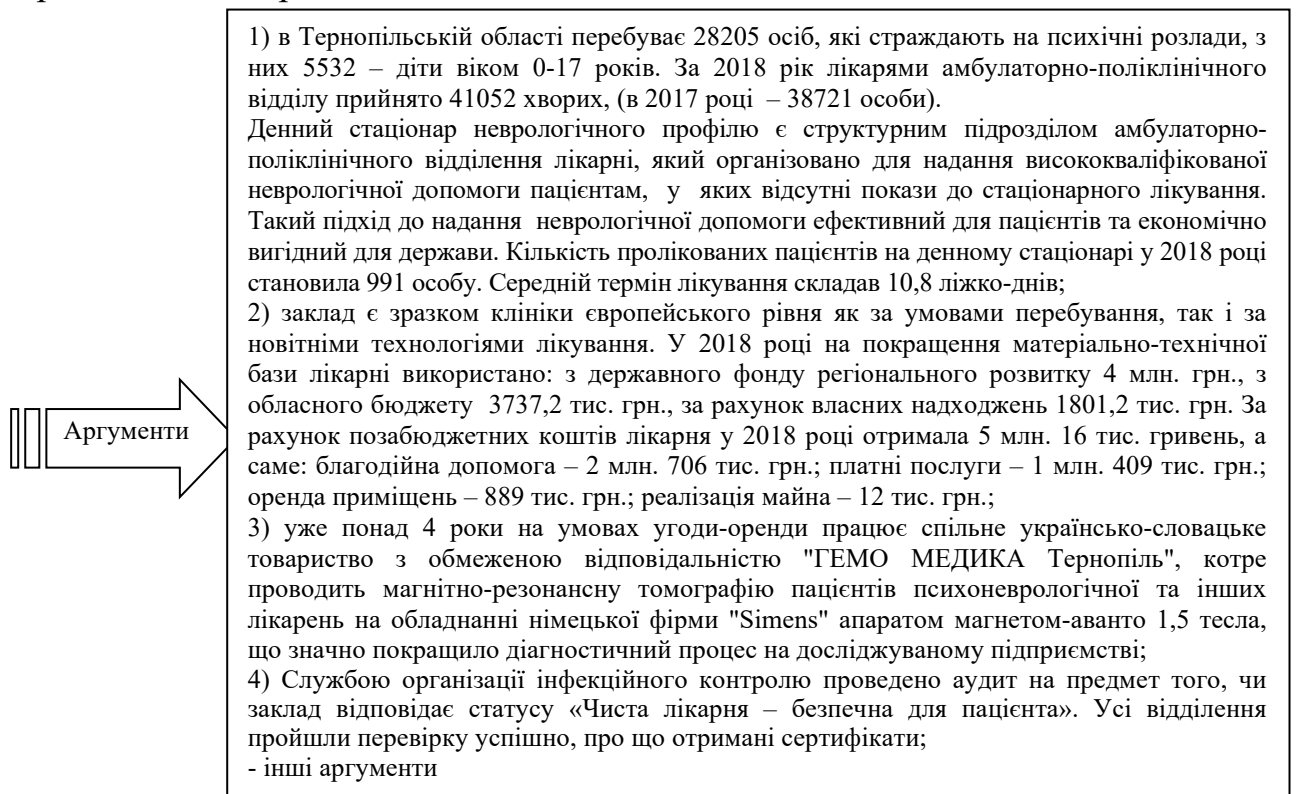 1) в Тернопільській області перебуває 28205 осіб, які страждають на психічні розлади, з
них 5532 – діти віком 0-17 років. За 2018 рік лікарями амбулаторно-поліклінічного
відділу прийнято 41052 хворих, (в 2017 році – 38721 особи).
Денний стаціонар неврологічного профілю є структурним підрозділом амбулаторно-
поліклінічного відділення лікарні, який організовано для надання висококваліфікованої
неврологічної допомоги пацієнтам, у яких відсутні покази до стаціонарного лікування.
Такий підхід до надання неврологічної допомоги ефективний для пацієнтів та економічно
вигідний для держави. Кількість пролікованих пацієнтів на денному стаціонарі у 2018 році
становила 991 особу. Середній термін лікування складав 10,8 ліжко-днів;
2) заклад є зразком клініки європейського рівня як за умовами перебування, так і за
новітніми технологіями лікування. У 2018 році на покращення матеріально-технічної
бази лікарні використано: з державного фонду регіонального розвитку 4 млн. грн., з
обласного бюджету 3737,2 тис. грн., за рахунок власних надходжень 1801,2 тис. грн. За
рахунок позабюджетних коштів лікарня у 2018 році отримала 5 млн. 16 тис. гривень, а
саме: благодійна допомога – 2 млн. 706 тис. грн.; платні послуги – 1 млн. 409 тис. грн.;
оренда приміщень – 889 тис. грн.; реалізація майна – 12 тис. грн.;
3) уже понад 4 роки на умовах угоди-оренди працює спільне українсько-словацьке
товариство з обмеженою відповідальністю "ГЕМО МЕДИКА Тернопіль", котре
проводить магнітно-резонансну томографію пацієнтів психоневрологічної та інших
лікарень на обладнанні німецької фірми "Simens" апаратом магнетом-аванто 1,5 тесла,
що значно покращило діагностичний процес на досліджуваному підприємстві;
4) Службою організації інфекційного контролю проведено аудит на предмет того, чи
заклад відповідає статусу «Чиста лікарня – безпечна для пацієнта». Усі відділення
пройшли перевірку успішно, про що отримані сертифікати;
- інші аргументи
Аргументи